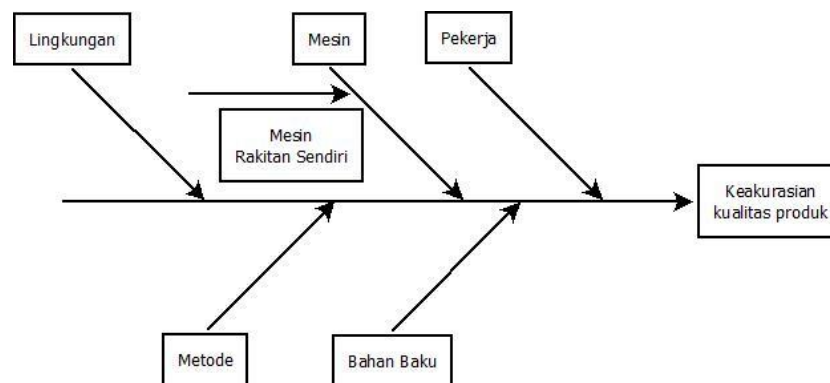 Lingkungan
Mesin
Pekerja
Mesin
Rakitan Sendiri
Keakurasian
kualitas produk
Metode
Bahan Baku